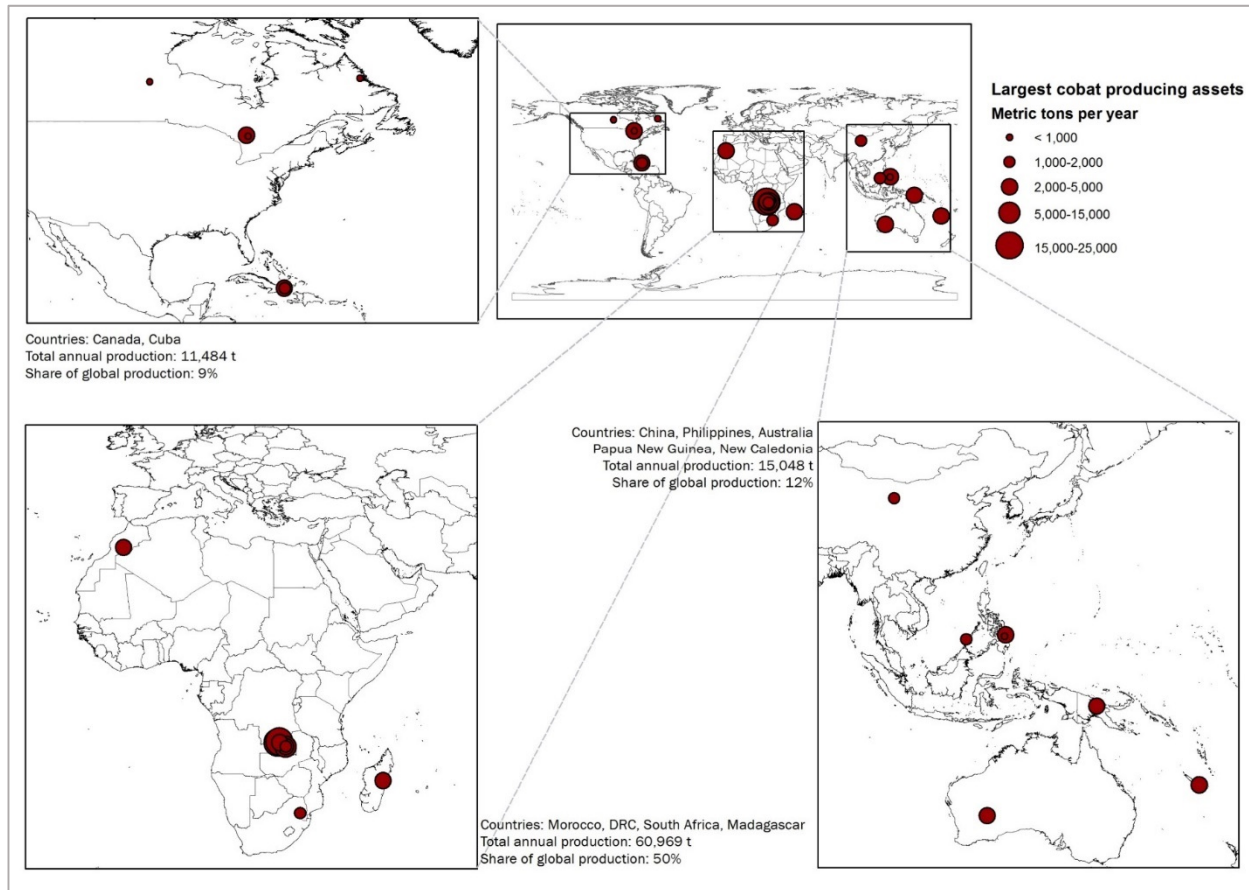 Largest cobat producing assets
Metric tons per year
< 1,000
1,000-2,000
2,000-5,000
5,000-15,000
15,000-25,000
Countries: Canada, Cuba
Total annual production: 11,484 t
Share of global production: 9%
Countries: China, Philippines, Australia
Papua New Guinea, New Caledonia
Total annual production: 15,048 t
Share of global production: 12%
Countries: Morocco, DRC, South Africa, Madagascar
Total annual production: 60,969 t
Share of global production: 50%